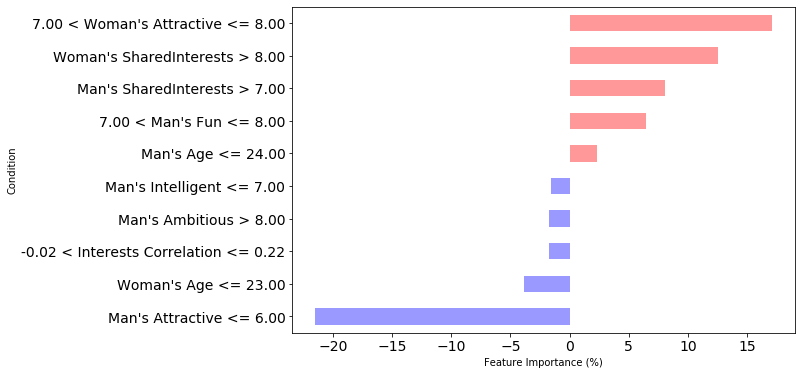 7.00 < Woman's Attractive <= 8.00
Woman's SharedInterests > 8.00
Man's SharedInterests > 7.00
7.00 < Man's Fun <= 8.00
Man's Age <= 24.00
Man's Intelligent <= 7.00
Man's Ambitious > 8.00
-0.02 < Interests Correlation <= 0.22
Woman's Age <= 23.00
Man's Attractive <= 6.00
Condition
−20 −15 −10 −5 0 5 10 15
Feature Importance (%)